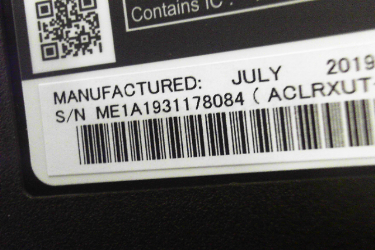 Contains IC :
MANUFACTURED: JULY 2019
S/N ME1A1931178084 ( ACLRXUT-